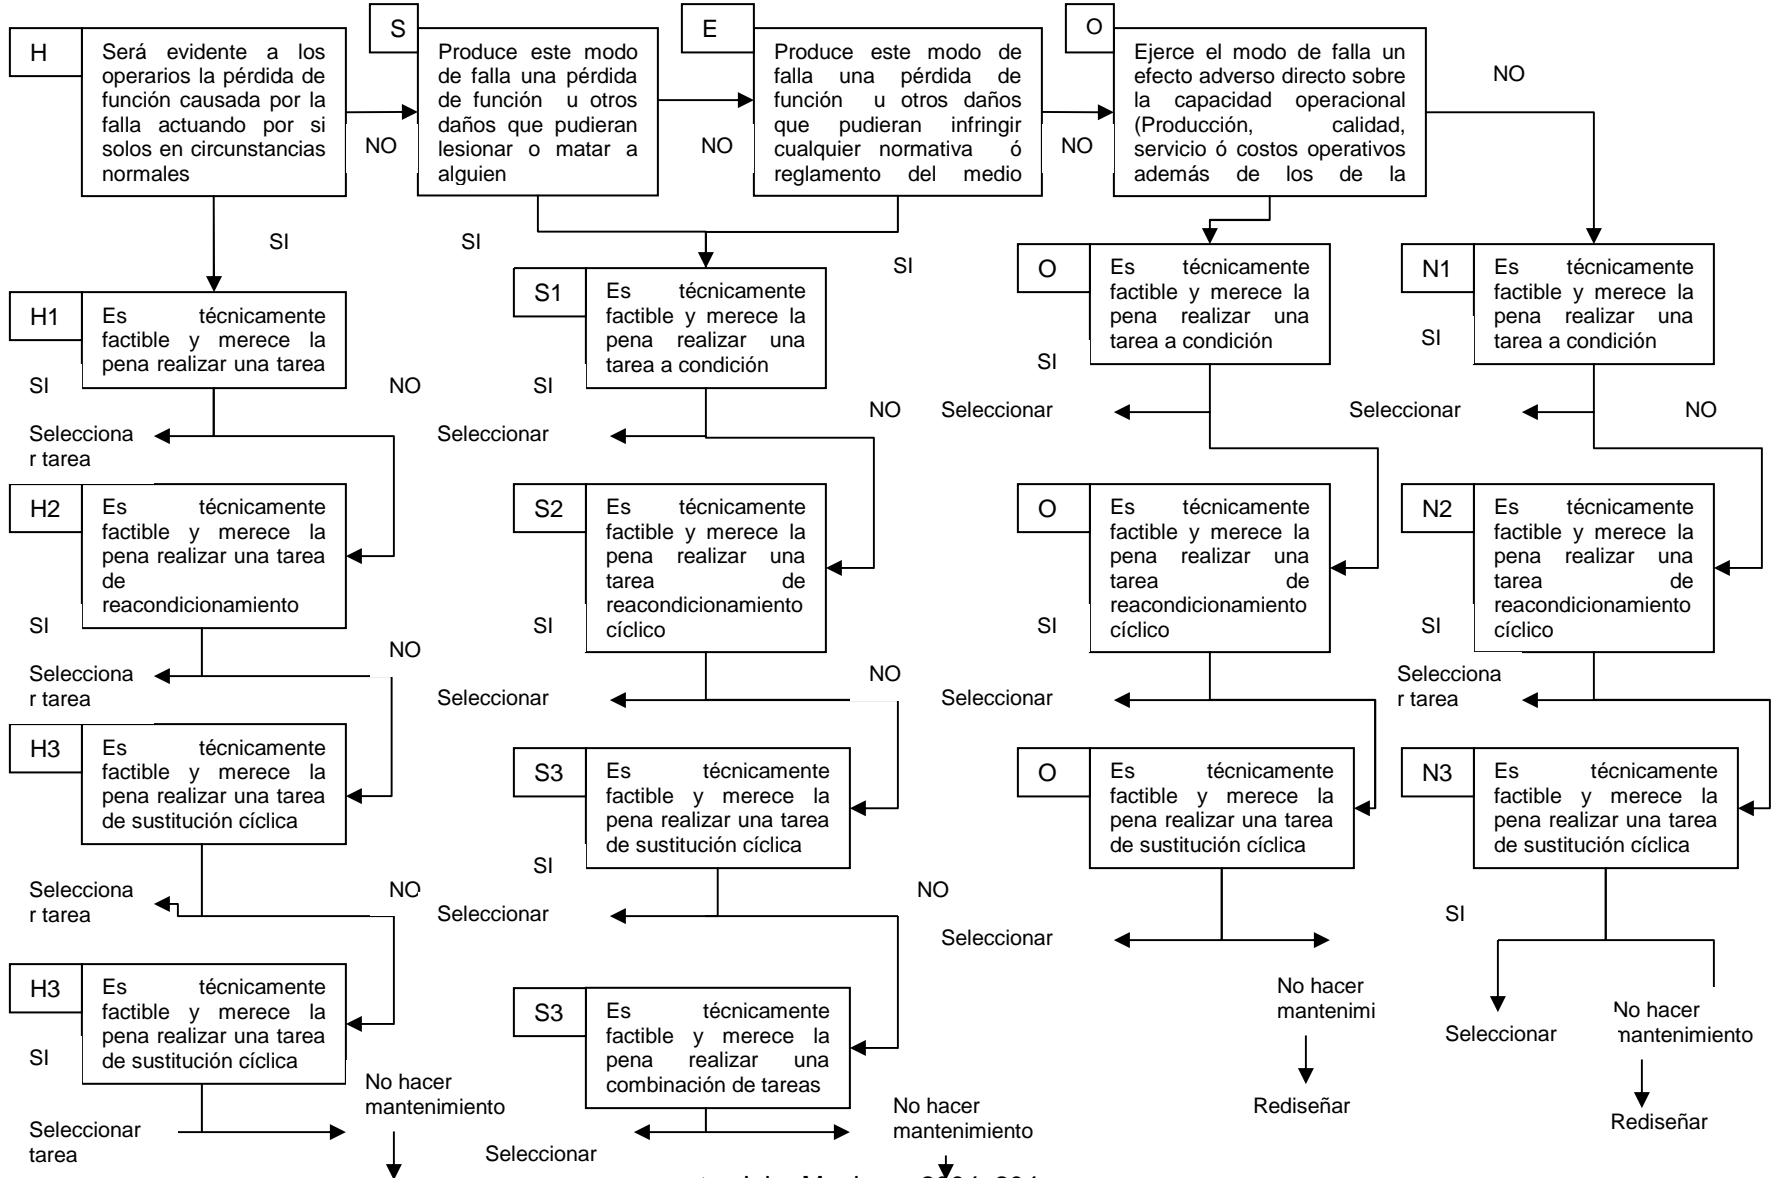 H
Será evidente a los
operarios la pérdida de
función causada por la
falla actuando por si
solos en circunstancias
normales
NO
S
Produce este modo
de falla una pérdida
de función u otros
daños que pudieran
lesionar o matar a
alguien
NO
E
Produce este modo de
falla una pérdida de
función u otros daños
que pudieran infringir
cualquier normativa ó
reglamento del medio
NO
O
Ejerce el modo de falla un
efecto adverso directo sobre
la capacidad operacional
(Producción, calidad,
servicio ó costos operativos
además de los de la
NO
SI
SI
SI
H1
Es técnicamente
factible y merece la
pena realizar una tarea
SI
NO
Selecciona
r tarea
H2
Es técnicamente
factible y merece la
pena realizar una tarea
de
reacondicionamiento
SI
NO
Selecciona
r tarea
H3
Es técnicamente
factible y merece la
pena realizar una tarea
de sustitución cíclica
NO
Selecciona
r tarea
H3
Es técnicamente
factible y merece la
pena realizar una tarea
de sustitución cíclica
SI
No hacer
mantenimiento
Seleccionar
tarea
S1
Es técnicamente
factible y merece la
pena realizar una
tarea a condición
SI
NO
Seleccionar
S2
Es técnicamente
factible y merece la
pena realizar una
tarea de
reacondicionamiento
cíclico
SI
NO
Seleccionar
S3
Es técnicamente
factible y merece la
pena realizar una tarea
de sustitución cíclica
SI
NO
Seleccionar
S3
Es técnicamente
factible y merece la
pena realizar una
combinación de tareas
No hacer
mantenimiento
Seleccionar
O
Es técnicamente
factible y merece la
pena realizar una
tarea a condición
SI
Seleccionar
O
Es técnicamente
factible y merece la
pena realizar una
tarea de
reacondicionamiento
cíclico
SI
Seleccionar
O
Es técnicamente
factible y merece la
pena realizar una tarea
de sustitución cíclica
Seleccionar
No hacer
mantenimi
Rediseñar
N1
Es técnicamente
factible y merece la
pena realizar una
tarea a condición
SI
Seleccionar
NO
N2
Es técnicamente
factible y merece la
pena realizar una
tarea de
reacondicionamiento
cíclico
SI
Selecciona
r tarea
N3
Es técnicamente
factible y merece la
pena realizar una tarea
de sustitución cíclica
SI
Seleccionar
No hacer
mantenimiento
Rediseñar